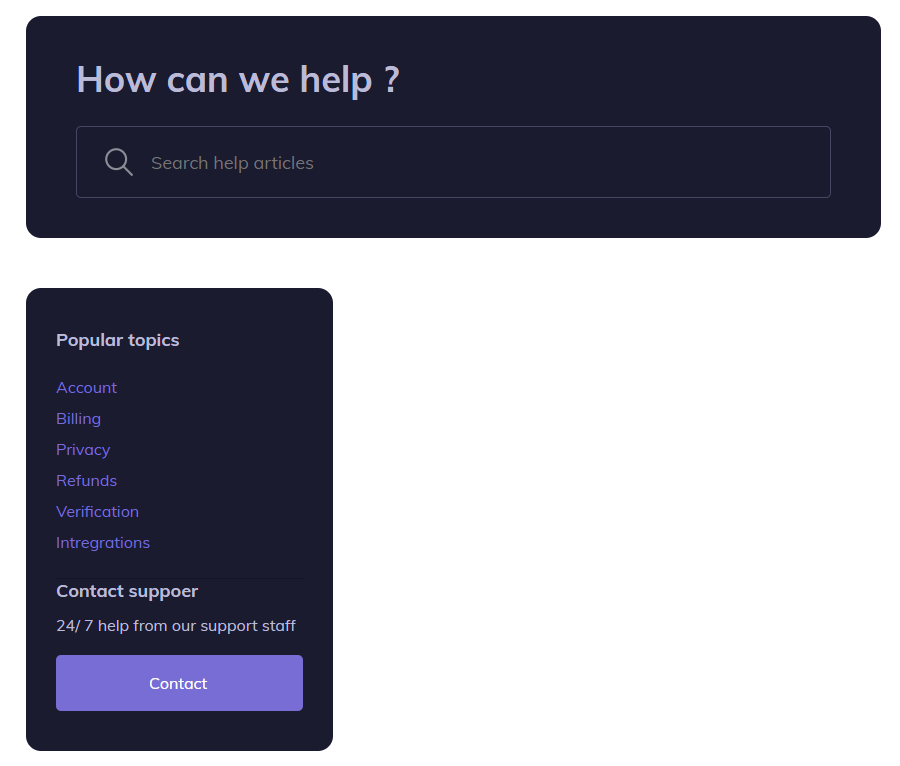 How can we help ?
Search help articles
Popular topics
Account
Billing
Privacy
Refunds
Verification
Intregrations
Contact suppoer
24/ 7 help from our support staff
Contact